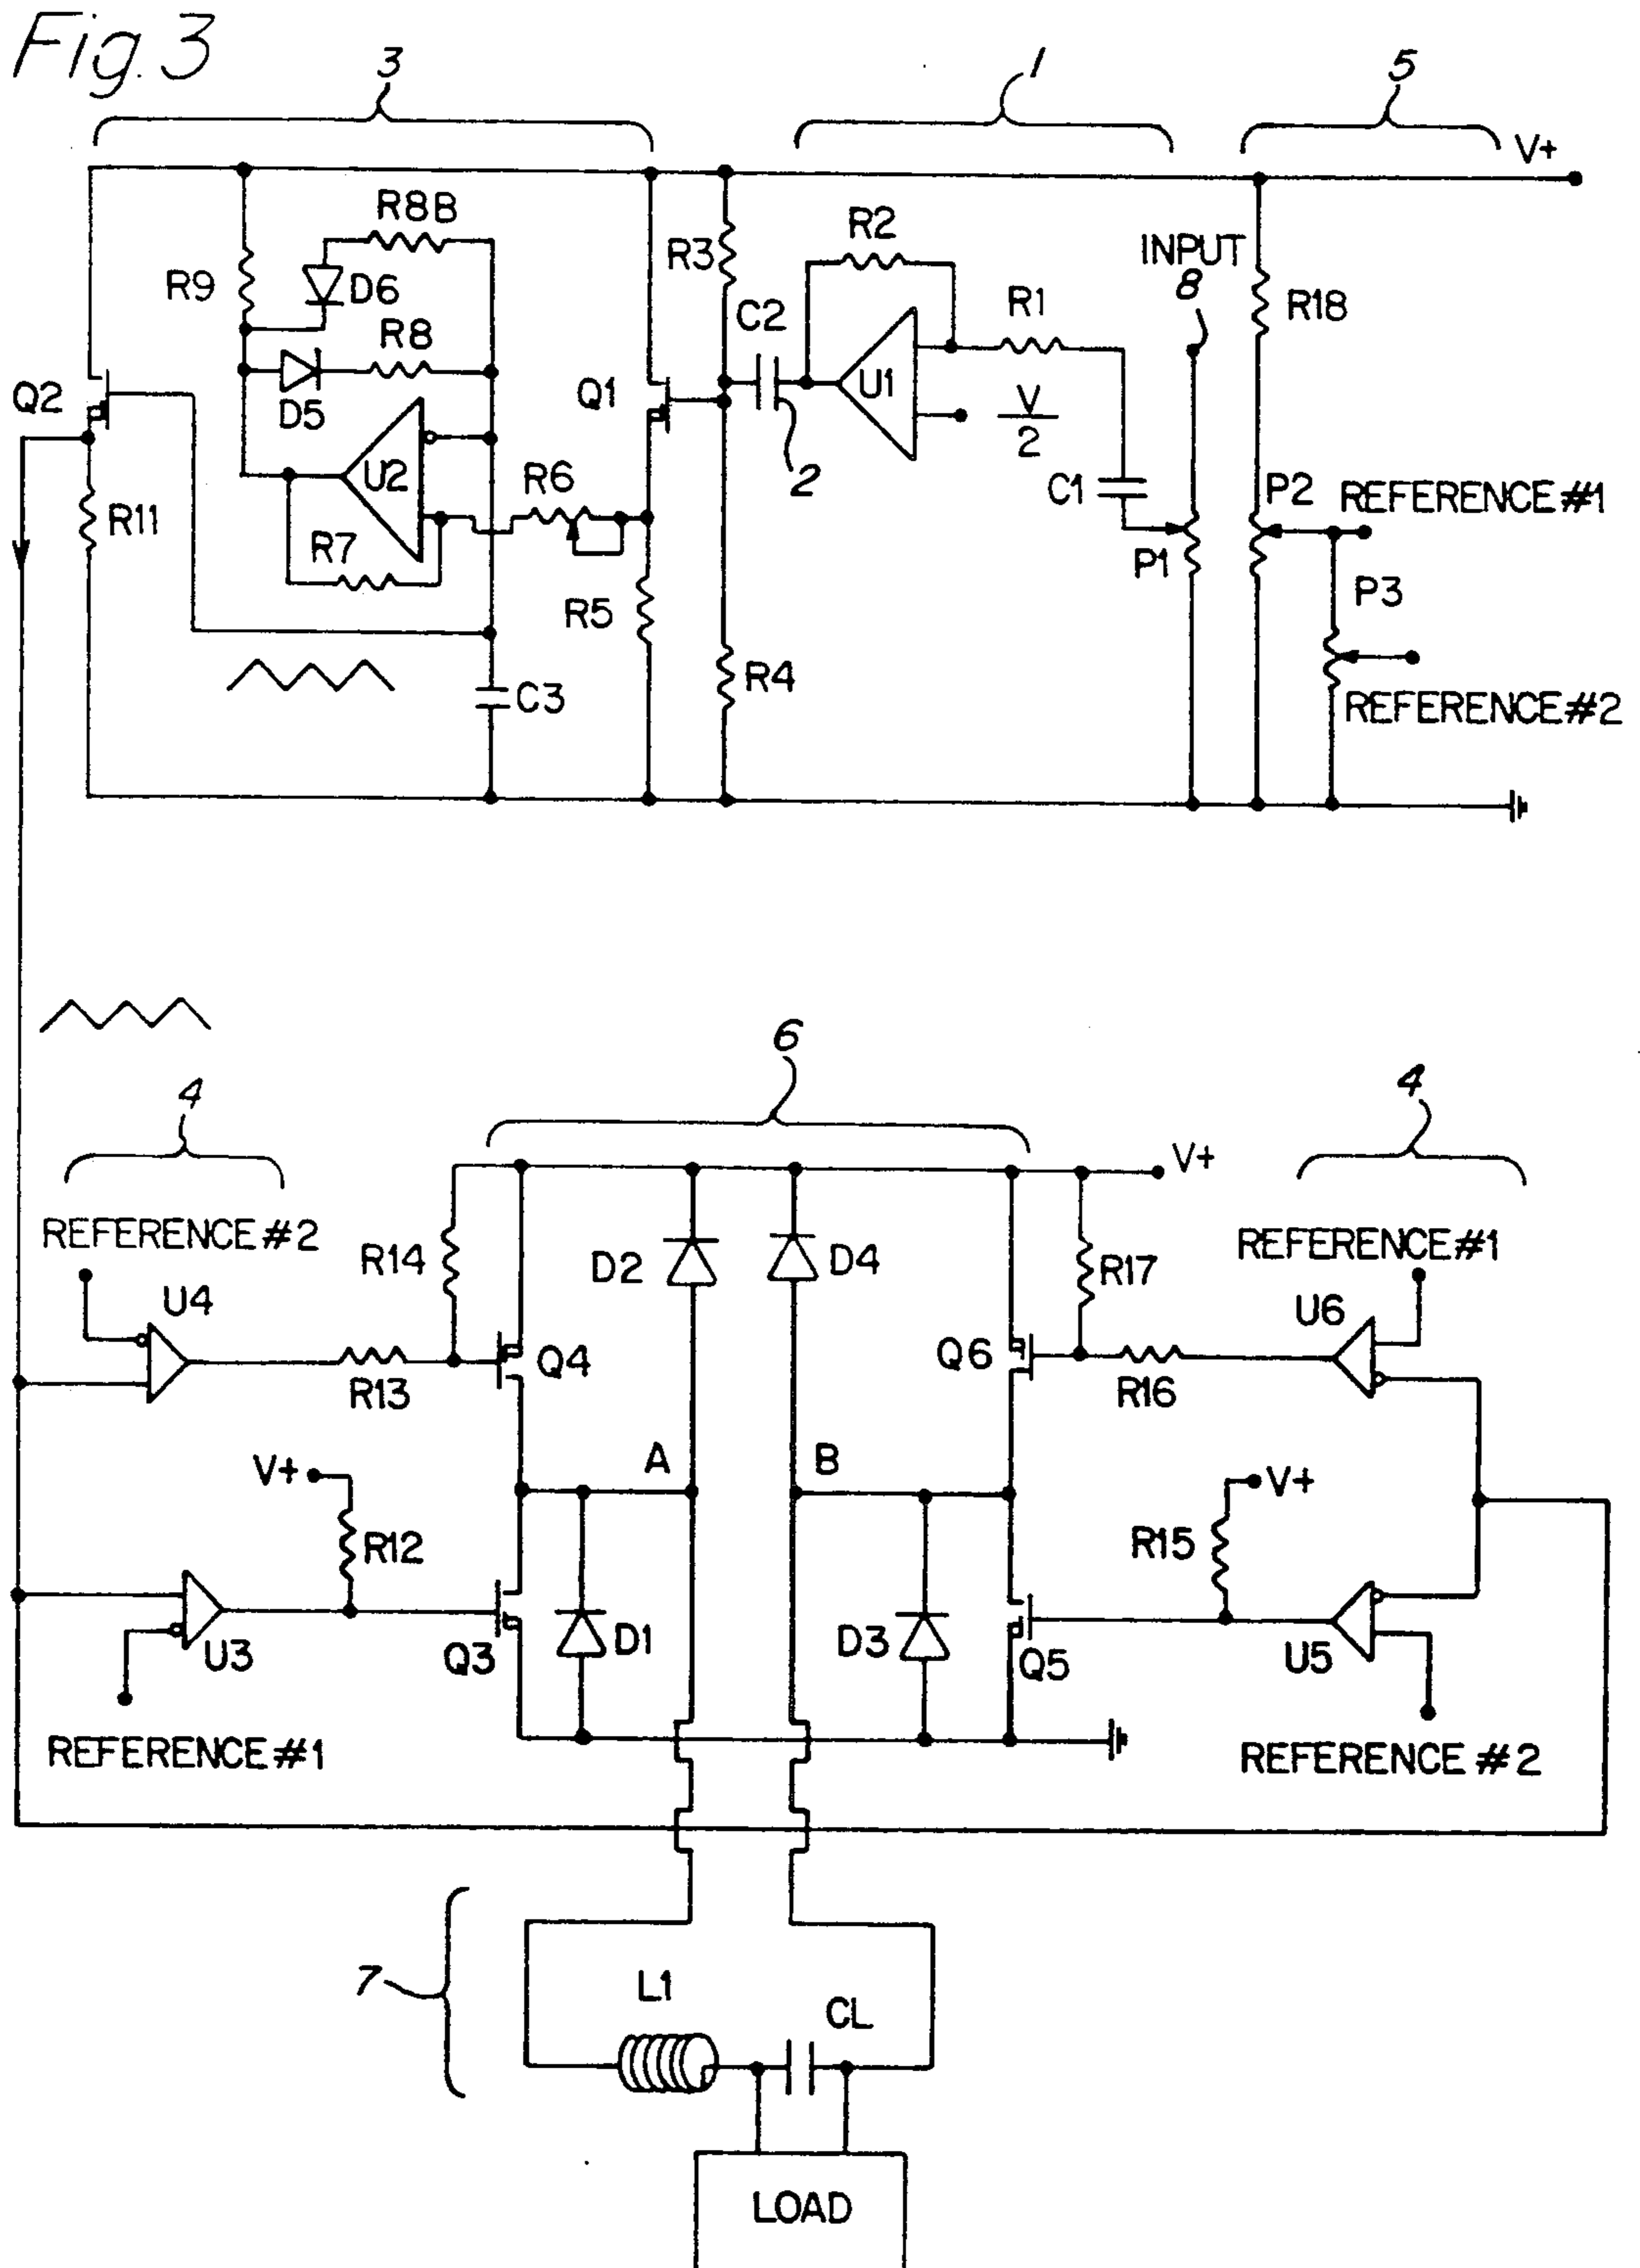 Fig. 3
3
1
5
V+
R8B
R2
INPUT
8
R3
R9
D6
C2
R1
R18
R8
Q2
D5
Q1
U1
V
2
2
U2
R6
C1
P2
REFERENCE #1
R11
R7
P1
P3
R5
R4
C3
REFERENCE #2
6
4
4
V+
REFERENCE #2
REFERENCE #1
R14
D2
D4
R17
U4
U6
Q4
Q6
R13
R16
A
B
V+
V+
R12
R15
D1
D3
U3
Q3
Q5
U5
REFERENCE #1
REFERENCE #2
7
L1
CL
LOAD